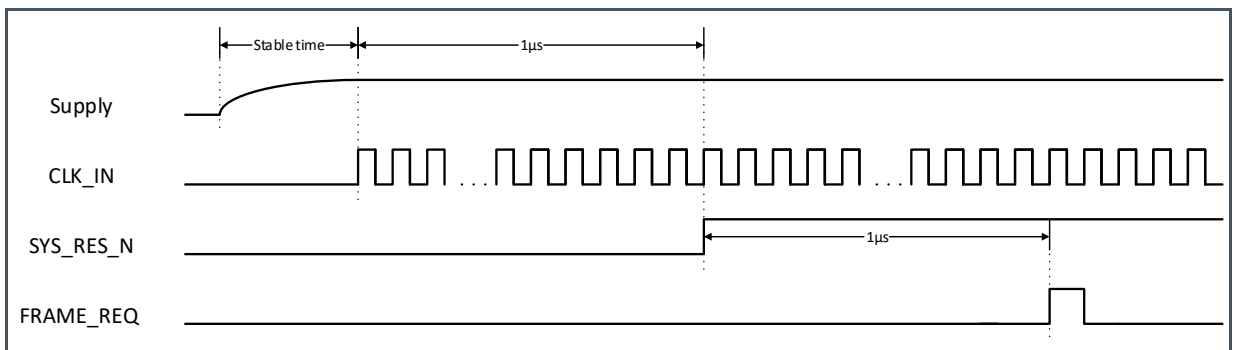 Stable time
1µs
Supply
CLK_IN
. . .
. . .
SYS_RES_N
1µs
FRAME_REQ